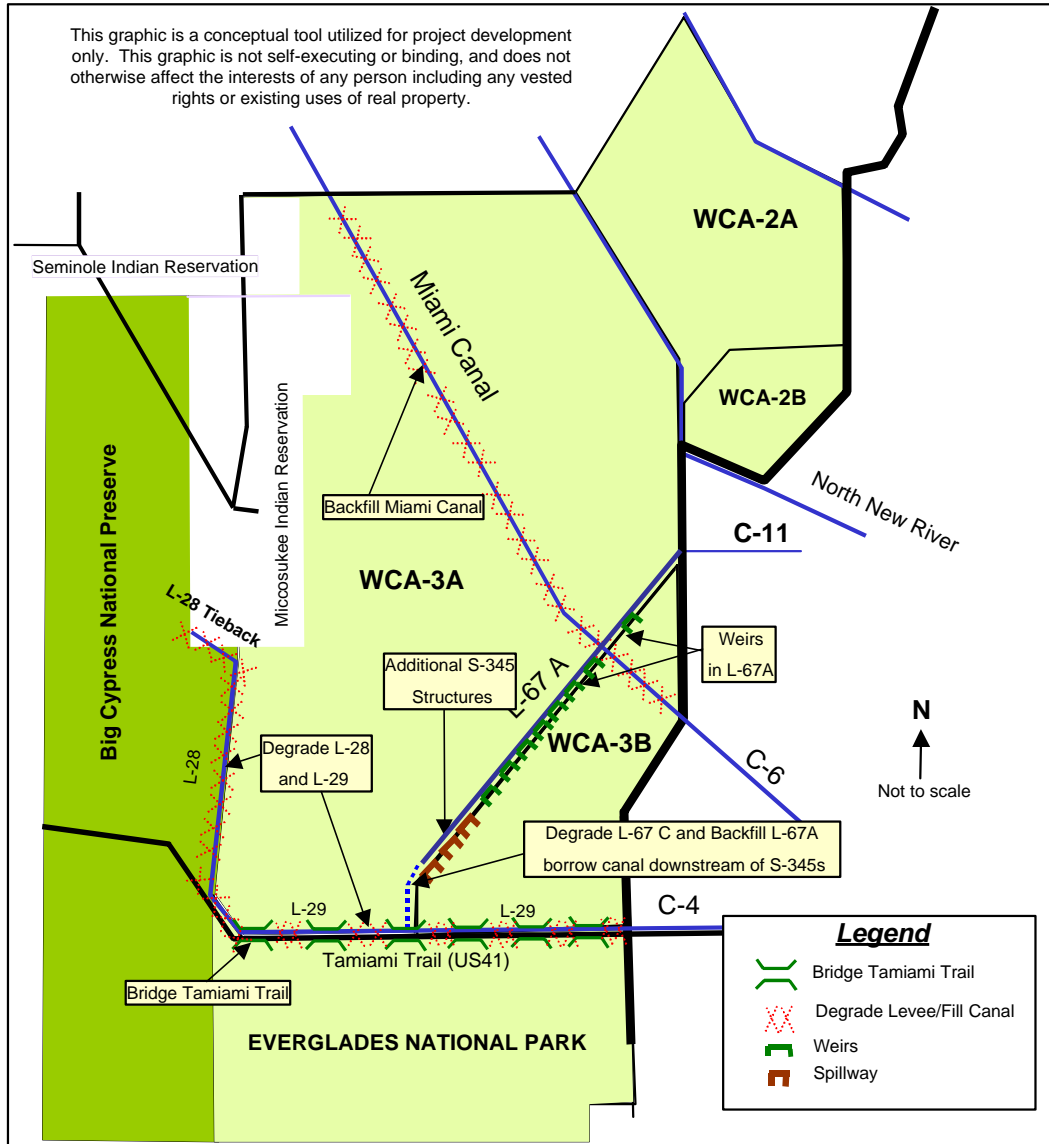 This graphic is a conceptual tool utilized for project development
only.  This graphic is not self-executing or binding, and does not
otherwise affect the interests of any person including any vested
rights or existing uses of real property.
WCA-2A
Seminole Indian Reservation
Miami Canal
WCA-2B
Miccosukee Indian Reservation
Big Cypress National Preserve
Backfill Miami Canal
North New River
C-11
WCA-3A
L-28 Tieback
Weirs
in L-67A
Additional S-345
Structures
L-67 A
WCA-3B
N
Not to scale
L-28
Degrade L-28
and L-29
C-6
Degrade L-67 C and Backfill L-67A
borrow canal downstream of S-345s
L-29
L-29
C-4
Tamiami Trail (US41)
Bridge Tamiami Trail
EVERGLADES NATIONAL PARK
Legend
Bridge Tamiami Trail
Degrade Levee/Fill Canal
Weirs
Spillway